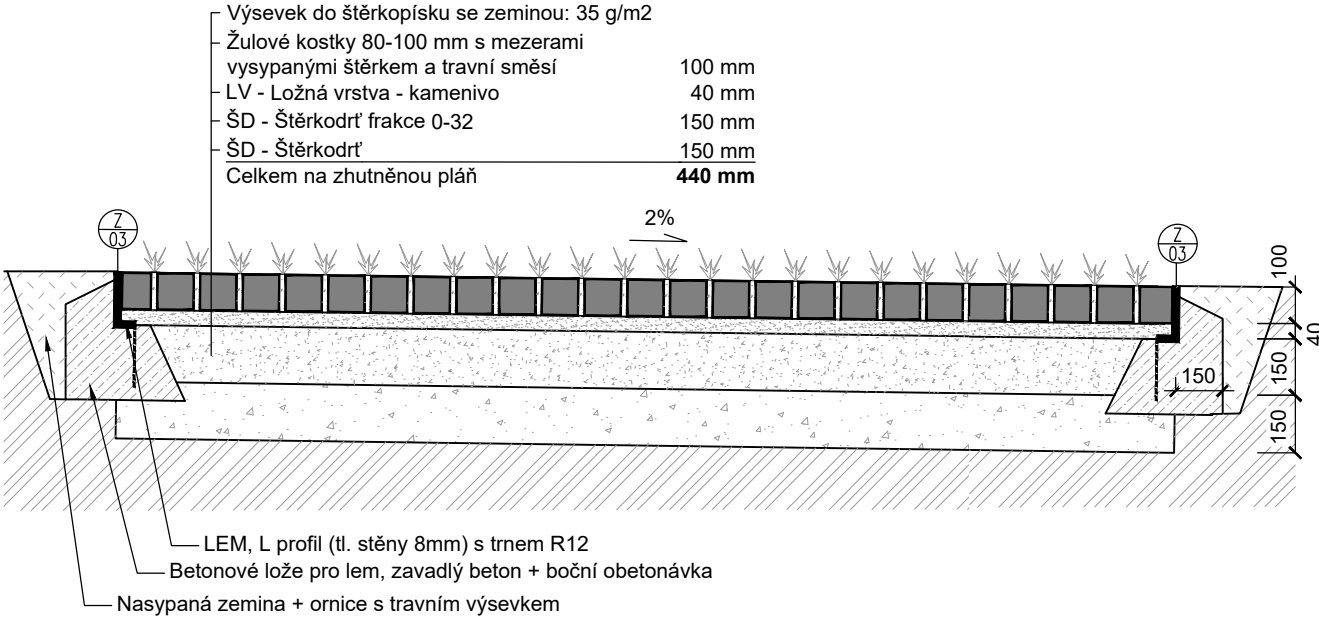 Výsevek do štěrkopísku se zeminou: 35 g/m2
Žulové kostky 80-100 mm s mezerami
vysypanými štěrkem a travní směsí 100 mm
LV - Ložná vrstva - kamenivo 40 mm
ŠD - Štěrkodrť frakce 0-32 150 mm
ŠD - Štěrkodrť 150 mm
Celkem na zhutněnou pláň 440 mm
2%
Z
03
Z
03
100
40
150
150
150
LEM, L profil (tl. stěny 8mm) s trnem R12
Betonové lože pro lem, zavadlý beton + boční obetonávka
Nasypaná zemina + ornice s travním výsevkem